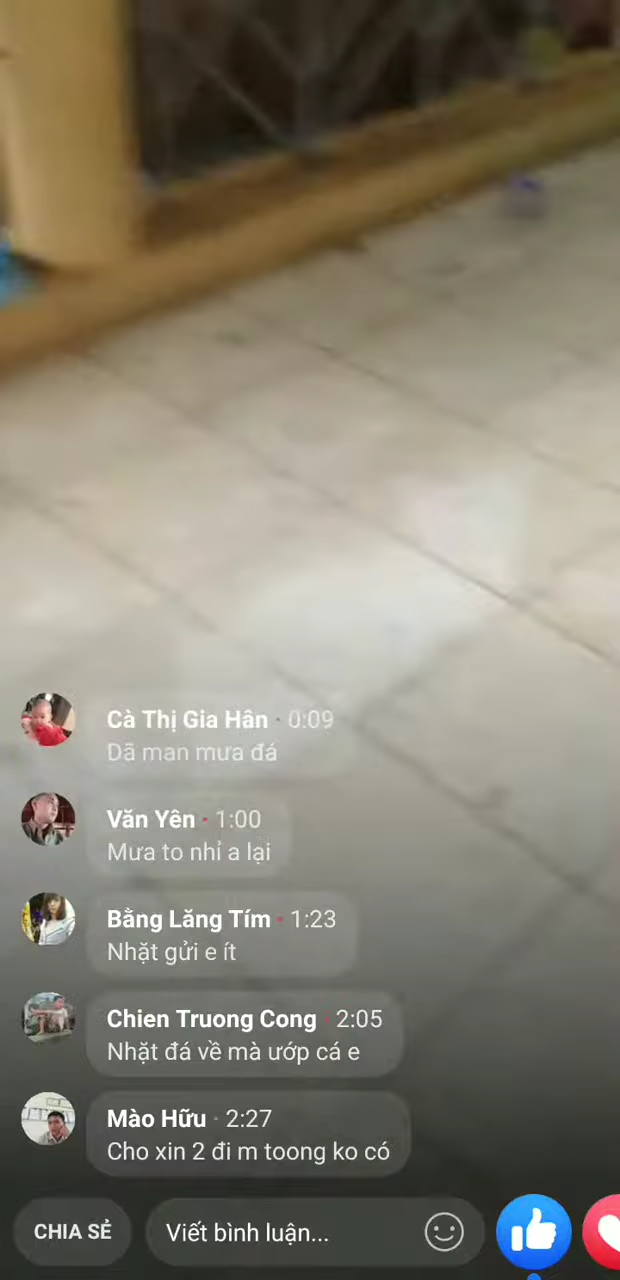 Cà Thị Gia Hân · 0:09
Dã man mưa đá
Văn Yên · 1:00
Mưa to nhỉ a lại
Bằng Lăng Tím · 1:23
Nhặt gửi e ít
Chien Truong Cong · 2:05
Nhặt đá về mà ướp cá e
Mào Hữu · 2:27
Cho xin 2 đi m toong ko có
CHIA SẺ
Viết bình luận...